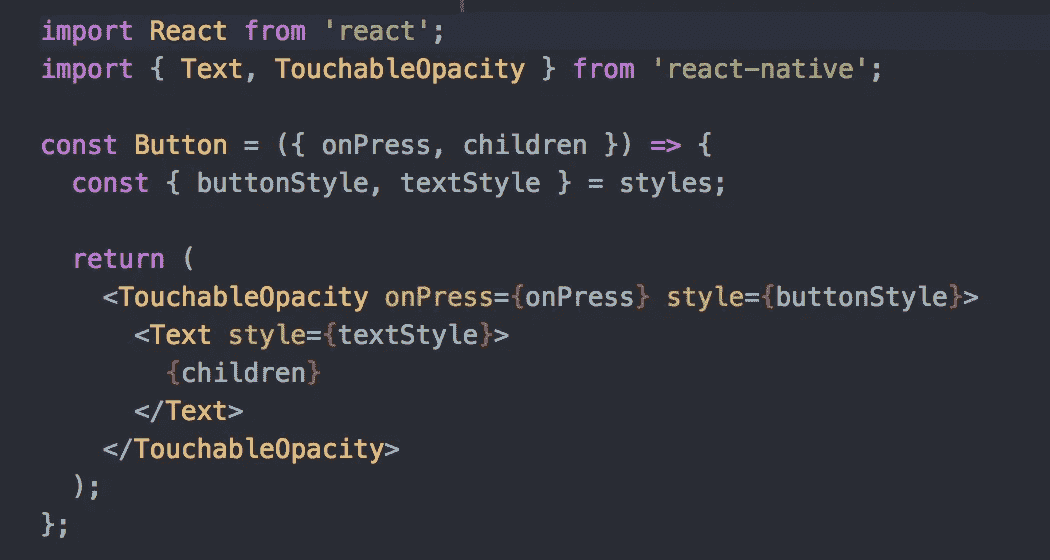 import React from 'react';
import { Text, TouchableOpacity } from 'react-native';
const Button = ({ onPress, children }) => {
const { buttonStyle, textStyle } = styles;
return (
<TouchableOpacity onPress={onPress} style={buttonStyle}>
<Text style={textStyle}>
{children}
</Text>
</TouchableOpacity>
);
};